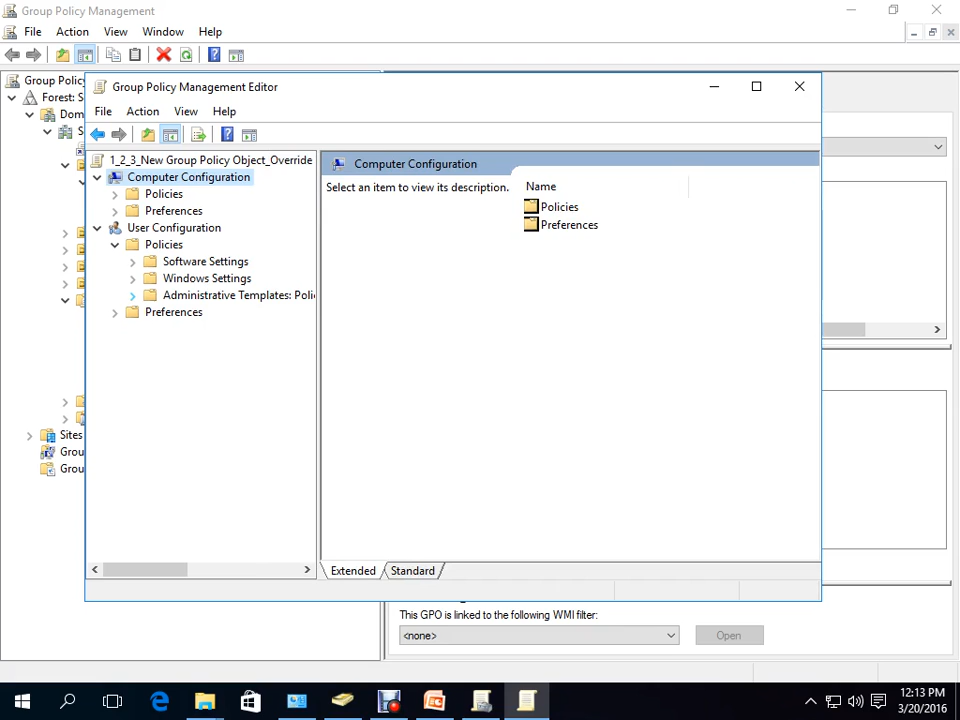 Group Policy Management
File Action View Window Help
Group Policy
Forest: S
Dom
S
Group Policy Management Editor
File Action View Help
1_2_3_New Group Policy Object_Override
Computer Configuration
Policies
Preferences
User Configuration
Policies
Software Settings
Windows Settings
Administrative Templates: Poli
Preferences
Computer Configuration
Select an item to view its description.
Name
Policies
Preferences
Extended Standard
Sites
Grou
Grou
This GPO is linked to the following WMI filter:
<none>
Open
12:13 PM
3/20/2016